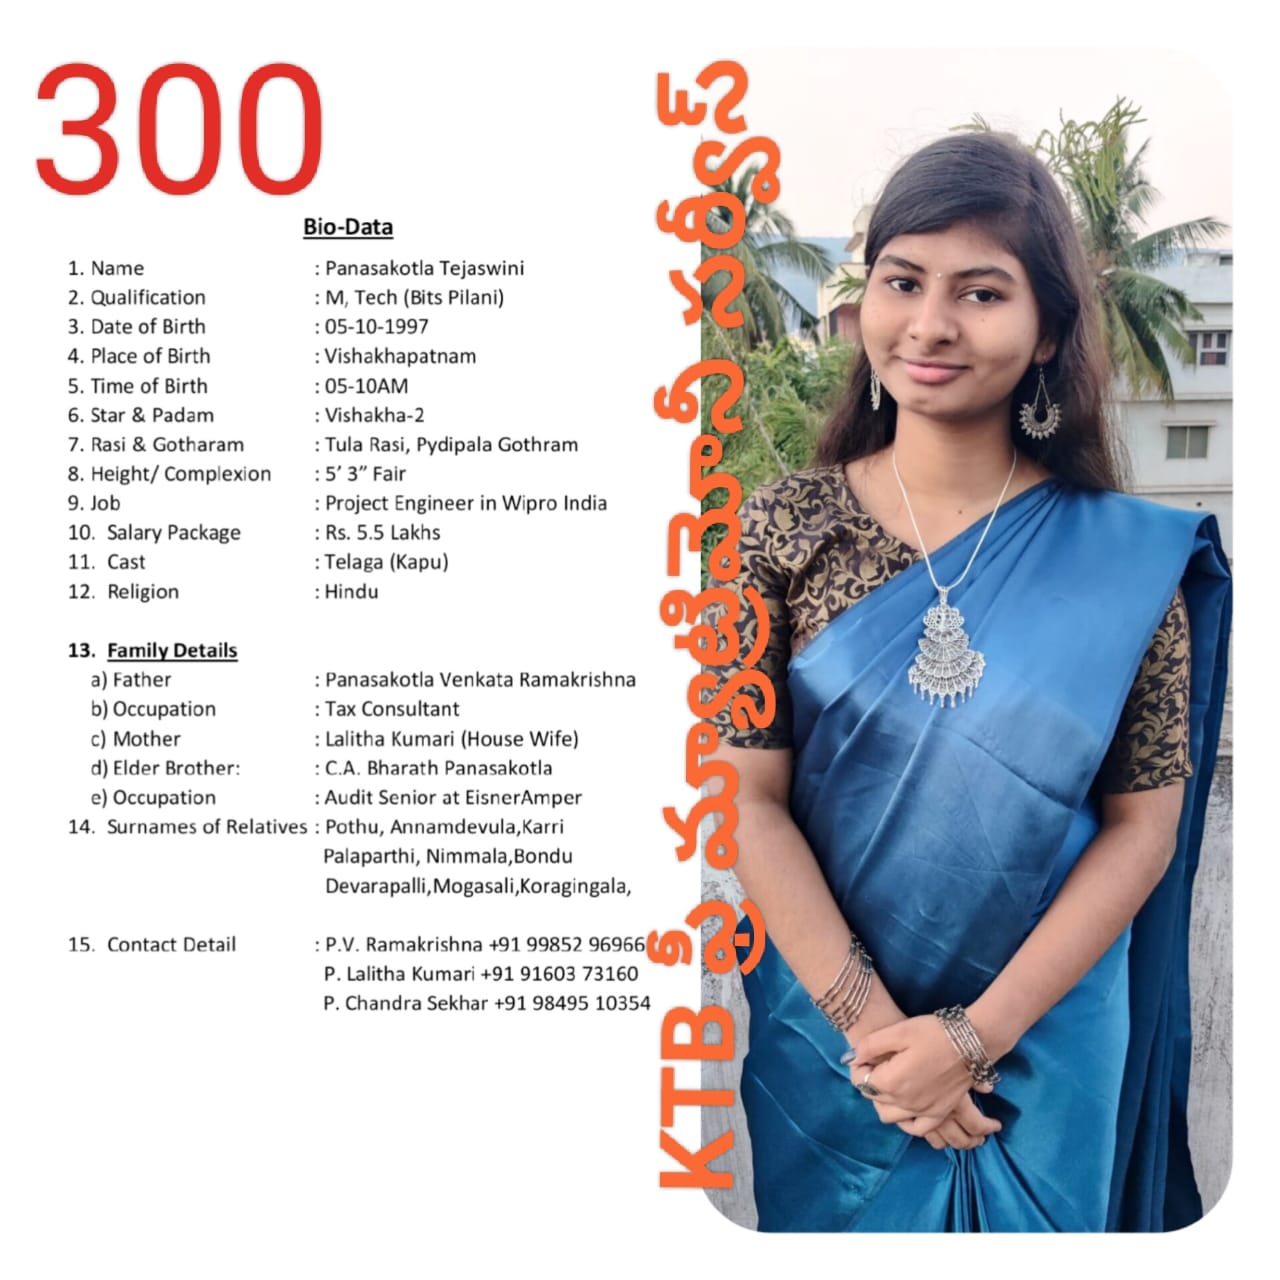 300
Bio-Data
1. Name : Panasakotla Tejaswini
2. Qualification : M, Tech (Bits Pilani)
3. Date of Birth : 05-10-1997
4. Place of Birth : Vishakhapatnam
5. Time of Birth : 05-10AM
6. Star & Padam : Vishakha-2
7. Rasi & Gotharam : Tula Rasi, Pydipala Gothram
8. Height/ Complexion : 5’ 3” Fair
9. Job : Project Engineer in Wipro India
10. Salary Package : Rs. 5.5 Lakhs
11. Cast : Telaga (Kapu)
12. Religion : Hindu
13. Family Details
a) Father : Panasakotla Venkata Ramakrishna
b) Occupation : Tax Consultant
c) Mother : Lalitha Kumari (House Wife)
d) Elder Brother: : C.A. Bharath Panasakotla
e) Occupation : Audit Senior at EisnerAmper
14. Surnames of Relatives : Pothu, Annamdevula,Karri
Palaparthi, Nimmala,Bondu
Devarapalli,Mogasali,Koragingala,
15. Contact Detail : P.V. Ramakrishna +91 99852 96966
P. Lalitha Kumari +91 91603 73160
P. Chandra Sekhar +91 98495 10354
KTB ఫ్రీ మ్యాట్రిమోనీ సర్వీస్